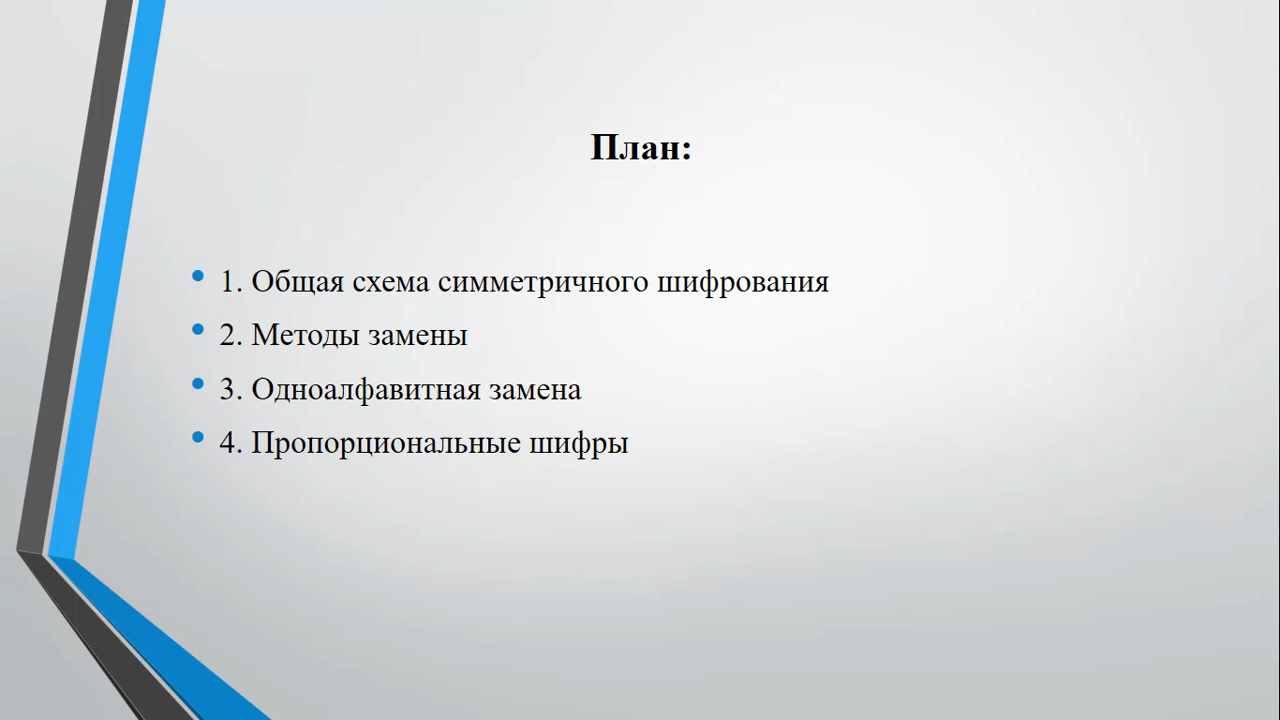 План:
• 1. Общая схема симметричного шифрования
• 2. Методы замены
• 3. Одноалфавитная замена
• 4. Пропорциональные шифры